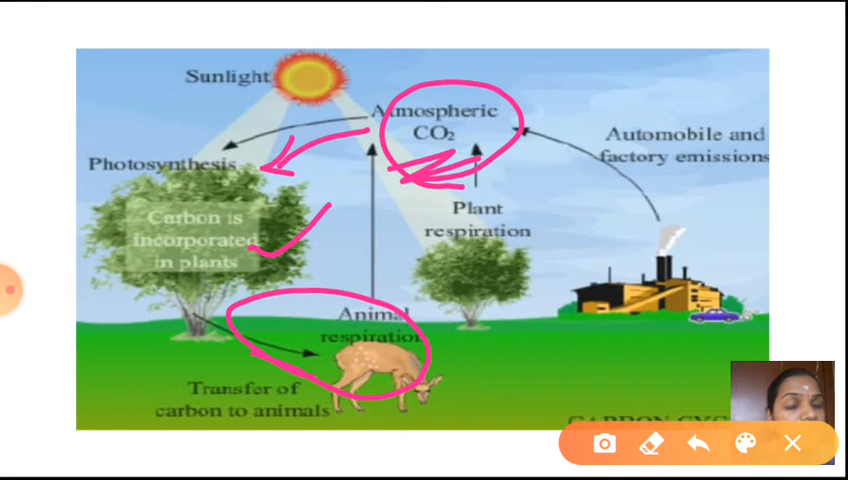 Sunlight
Atmospheric
CO₂
Automobile and
factory emissions
Photosynthesis
Carbon is
incorporated
in plants
Plant
respiration
Animal
respiration
Transfer of
carbon to animals